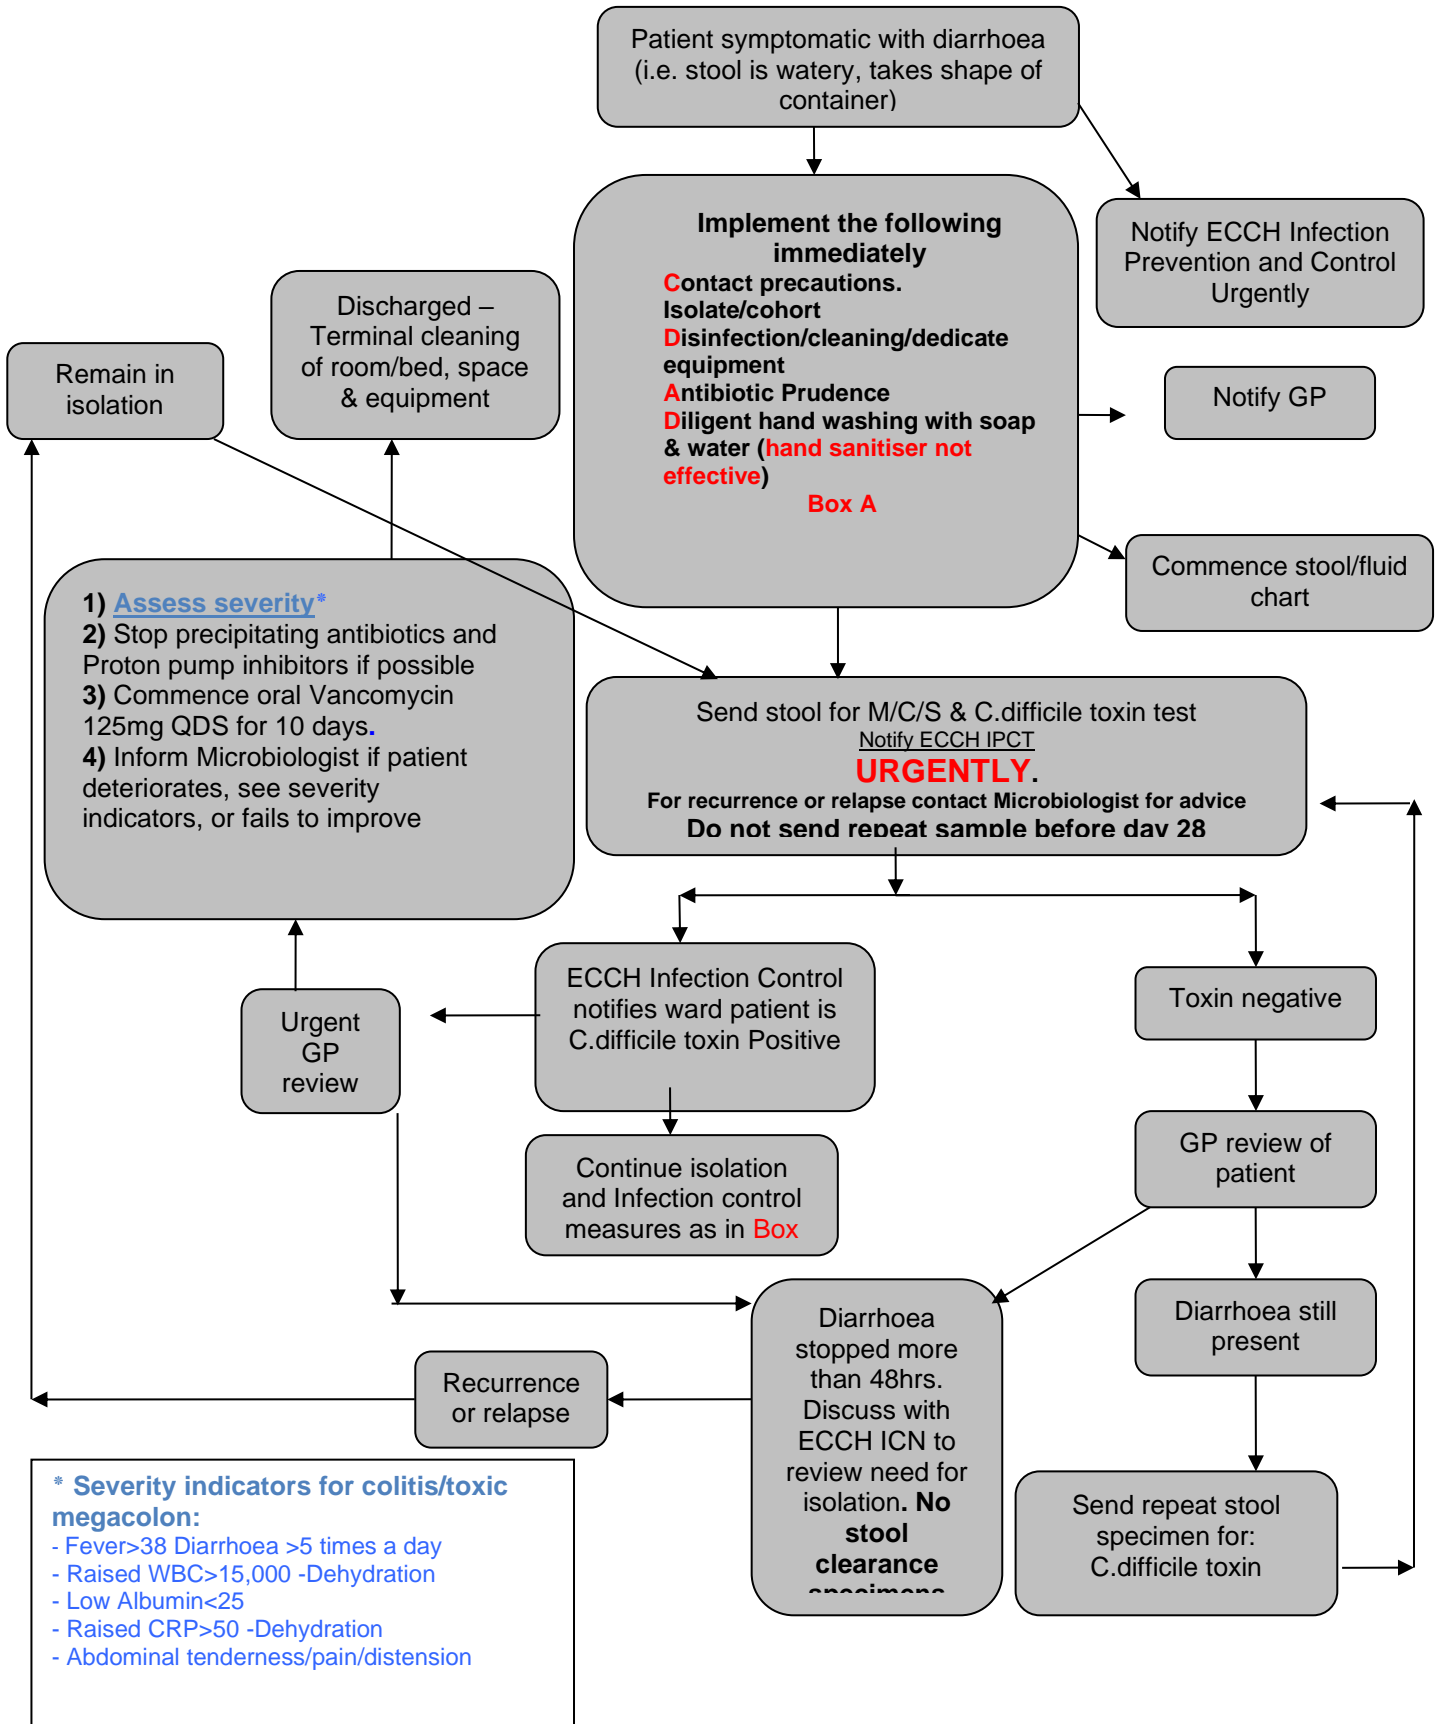 Patient symptomatic with diarrhoea
(i.e. stool is watery, takes shape of
container)
Implement the following
immediately
Contact precautions.
Isolate/cohort
Disinfection/cleaning/dedicate
equipment
Antibiotic Prudence
Diligent hand washing with soap
& water (hand sanitiser not
effective)
Box A
Notify ECCH Infection
Prevention and Control
Urgently
Notify GP
Commence stool/fluid
chart
Discharged –
Terminal cleaning
of room/bed, space
& equipment
Remain in
isolation
1) Assess severity*
2) Stop precipitating antibiotics and
Proton pump inhibitors if possible
3) Commence oral Vancomycin
125mg QDS for 10 days.
4) Inform Microbiologist if patient
deteriorates, see severity
indicators, or fails to improve
Send stool for M/C/S & C.difficile toxin test
Notify ECCH IPCT
URGENTLY.
For recurrence or relapse contact Microbiologist for advice
Do not send repeat sample before day 28
ECCH Infection Control
notifies ward patient is
C.difficile toxin Positive
Toxin negative
Urgent
GP
review
Continue isolation
and Infection control
measures as in Box
GP review of
patient
Diarrhoea
stopped more
than 48hrs.
Discuss with
ECCH ICN to
review need for
isolation. No
stool
clearance
specimens
Diarrhoea still
present
Recurrence
or relapse
Send repeat stool
specimen for:
C.difficile toxin
* Severity indicators for colitis/toxic
megacolon:
- Fever>38 Diarrhoea >5 times a day
- Raised WBC>15,000 -Dehydration
- Low Albumin<25
- Raised CRP>50 -Dehydration
- Abdominal tenderness/pain/distension